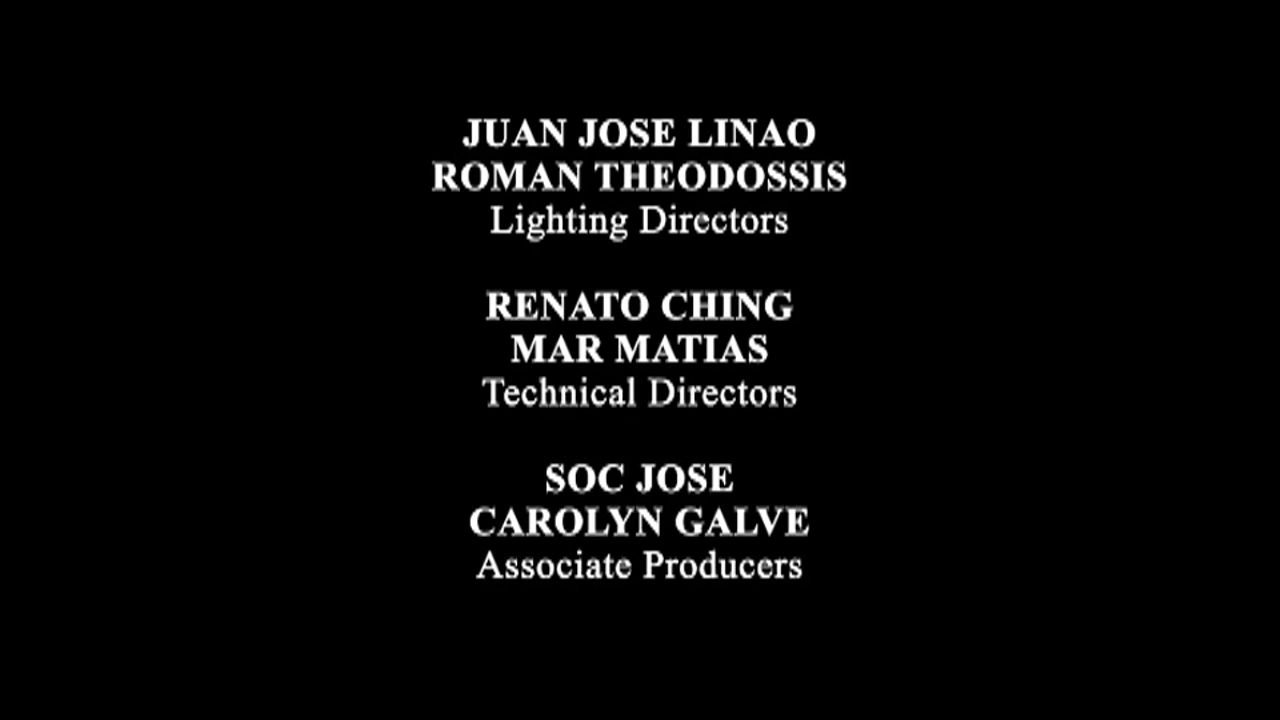 JUAN JOSE LINAO
ROMAN THEODOSSIS
Lighting Directors
RENATO CHING
MAR MATIAS
Technical Directors
SOC JOSE
CAROLYN GALVE
Associate Producers